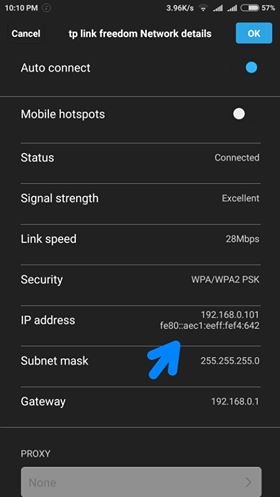 10:10 PM 3.96K/s 57%
Cancel tp link freedom Network details OK
Auto connect
Mobile hotspots
Status Connected
Signal strength Excellent
Link speed 28Mbps
Security WPA/WPA2 PSK
192.168.0.101
IP address fe80::aec1:eeff:fef4:642
Subnet mask 255.255.255.0
Gateway 192.168.0.1
PROXY
None